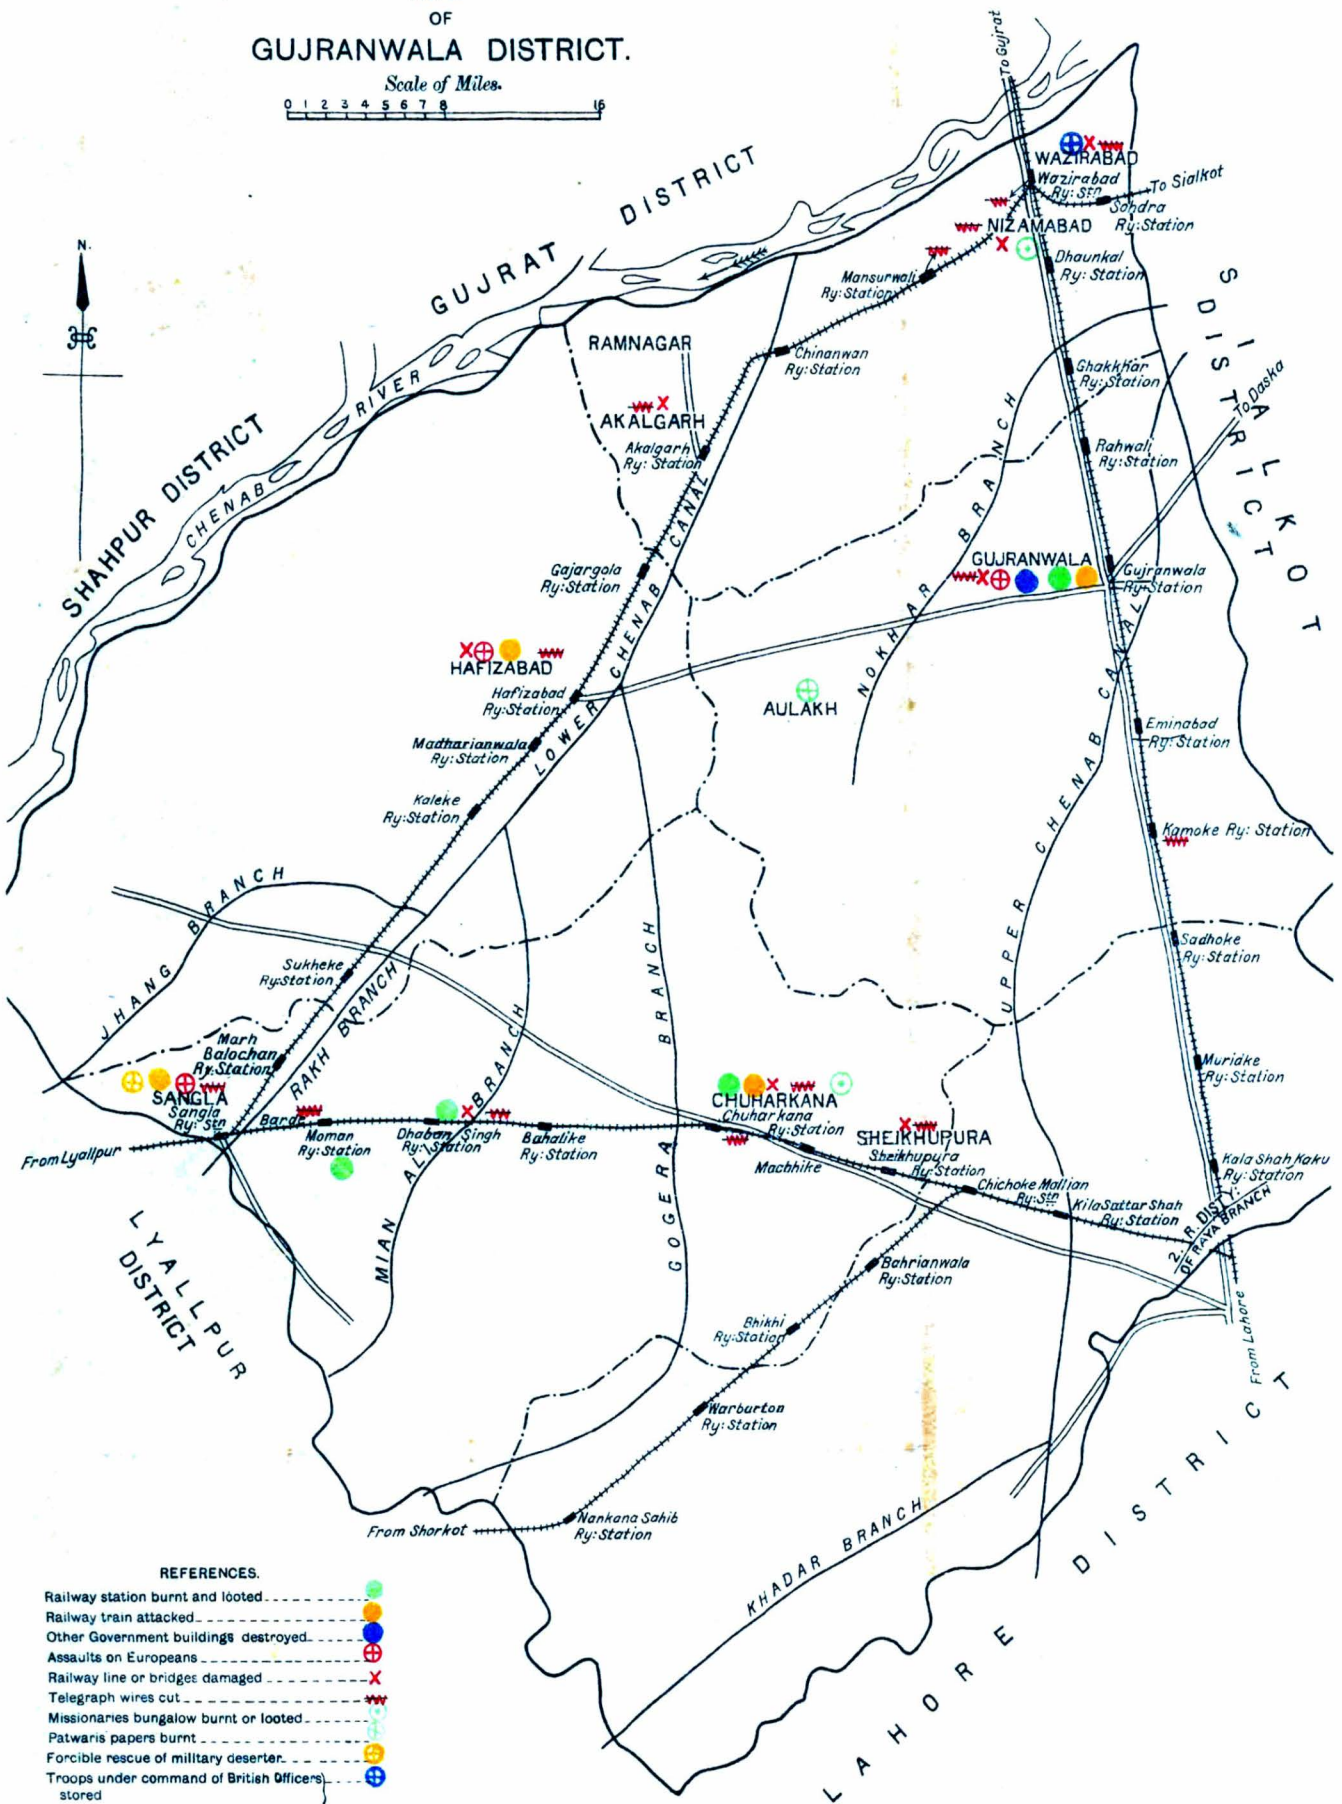 OF
GUJRANWALA DISTRICT.
Scale of Miles.
0 1 2 3 4 5 6 7 8 16
To Gujrat
WAZIRABAD
Wazirabad
Ry: Stn
To Sialkot
Sohdra
Ry: Station
NIZAMABAD
Dhaunkal
Ry: Station
Mansurwali
Ry: Station
GUJRAT DISTRICT
N.
SIALKOT
DISTRICT
RAMNAGAR
Chinanwan
Ry: Station
Ghakkhar
Ry: Station
To Daska
CHENAB RIVER
SHAHPUR DISTRICT
AKALGARH
Akalgarh
Ry: Station
Rahwali
Ry: Station
NOKHAR BRANCH
Gajargola
Ry: Station
GUJRANWALA
Gujranwala
Ry: Station
LOWER CHENAB CANAL
HAFIZABAD
Hafizabad
Ry: Station
AULAKH
Madharianwala
Ry: Station
Eminabad
Ry: Station
Kaleke
Ry: Station
Kamoke Ry: Station
UPPER CHENAB CANAL
JHANG BRANCH
Sukheke
Ry: Station
Sadhoke
Ry: Station
RAKH BRANCH
GOGERA BRANCH
MIAN ALI BRANCH
Marh
Balochan
Ry: Station
Muridke
Ry: Station
SANGLA
Sangla
Ry: Stn
From Lyallpur
Barde
Moman
Ry: Station
Dhaban Singh
Ry: Station
Bahalike
Ry: Station
CHUHARKANA
Chuharkana
Ry: Station
Macbhike
SHEIKHUPURA
Sheikhupura
Ry: Station
Chichoke Mallian
Ry: Stn
Kila Sattar Shah
Ry: Station
Kala Shah Kaku
Ry: Station
2. R. DISTY:
OF RAYA BRANCH
LYALLPUR
DISTRICT
Bahrianwala
Ry: Station
Bhikhi
Ry: Station
From Lahore
Warburton
Ry: Station
From Shorkot
Nankana Sahib
Ry: Station
KHADAR BRANCH
LAHORE DISTRICT
REFERENCES.
Railway station burnt and looted
Railway train attacked
Other Government buildings destroyed
Assaults on Europeans
Railway line or bridges damaged
Telegraph wires cut
Missionaries bungalow burnt or looted
Patwaris papers burnt
Forcible rescue of military deserter
Troops under command of British Officers
stored